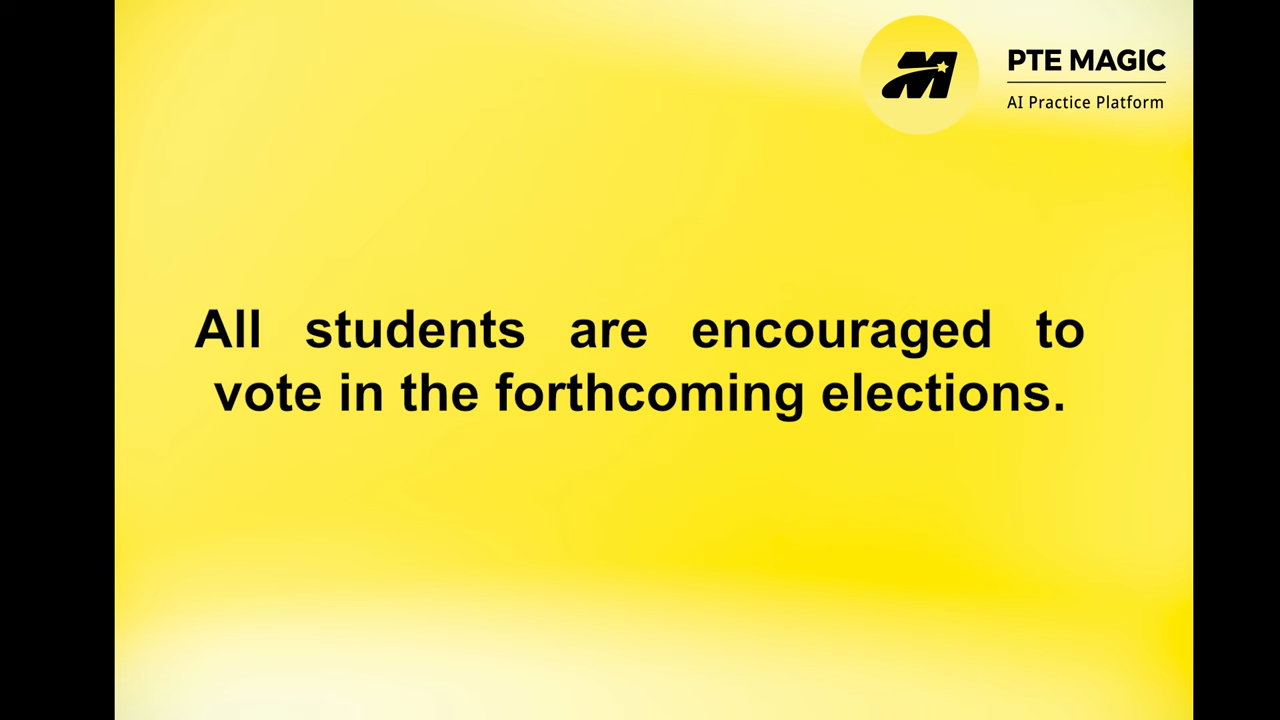 PTE MAGIC
AI Practice Platform
All students are encouraged to
vote in the forthcoming elections.